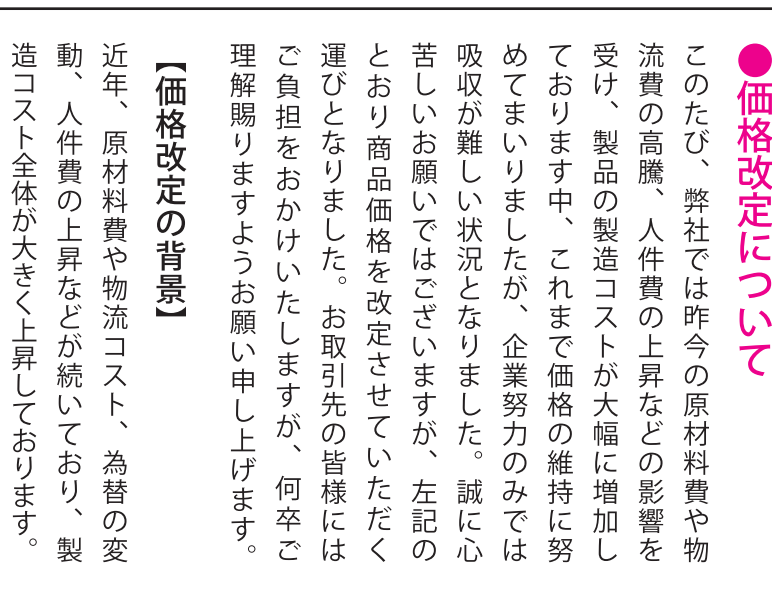 ●価格改定について
このたび、弊社では昨今の原材料費や物
流費の高騰、人件費の上昇などの影響を
受け、製品の製造コストが大幅に増加し
ております中、これまで価格の維持に努
めてまいりましたが、企業努力のみでは
吸収が難しい状況となりました。誠に心
苦しいお願いではございますが、左記の
とおり商品価格を改定させていただく
運びとなりました。お取引先の皆様には
ご負担をおかけいたしますが、何卒ご
理解賜りますようお願い申し上げます。
【価格改定の背景】
近年、原材料費や物流コスト、為替の変
動、人件費の上昇などが続いており、製
造コスト全体が大きく上昇しております。